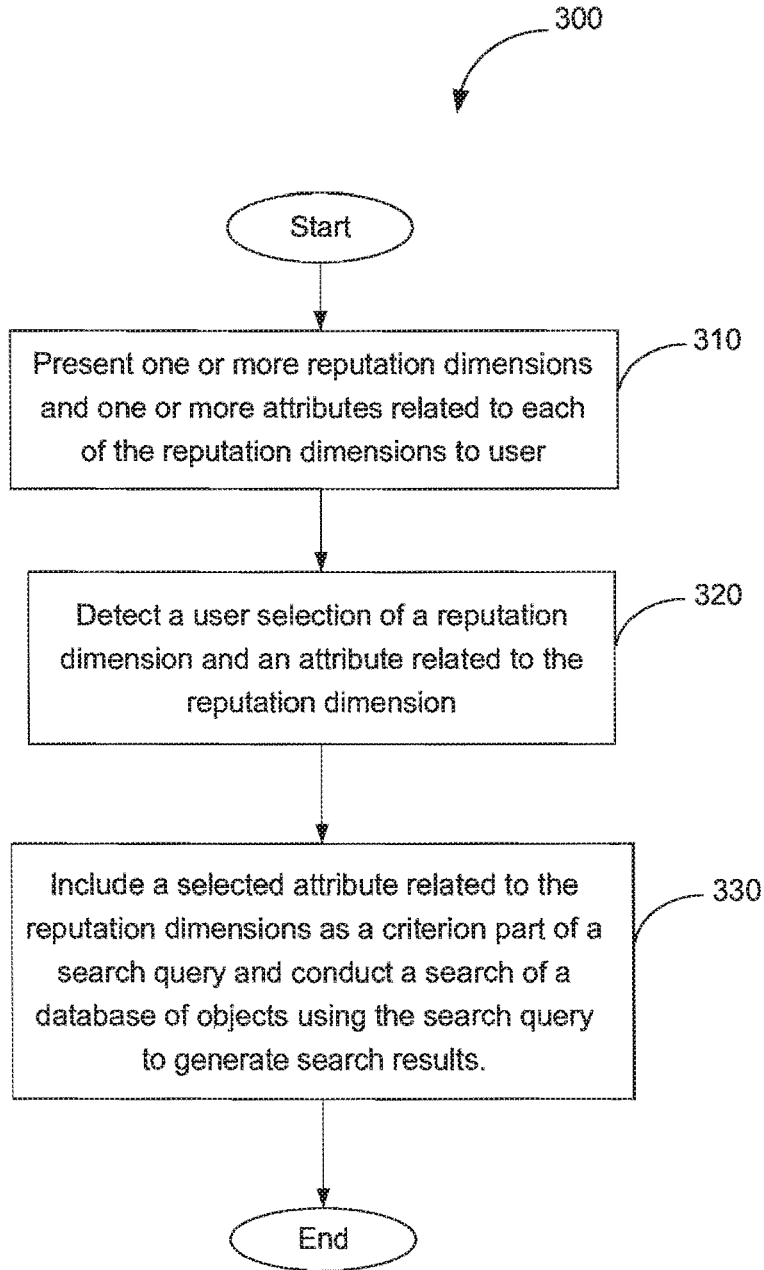 300
Start
Present one or more reputation dimensions
and one or more attributes related to each
of the reputation dimensions to user
310
Detect a user selection of a reputation
dimension and an attribute related to the
reputation dimension
320
Include a selected attribute related to the
reputation dimensions as a criterion part of a
search query and conduct a search of a
database of objects using the search query
to generate search results.
330
End